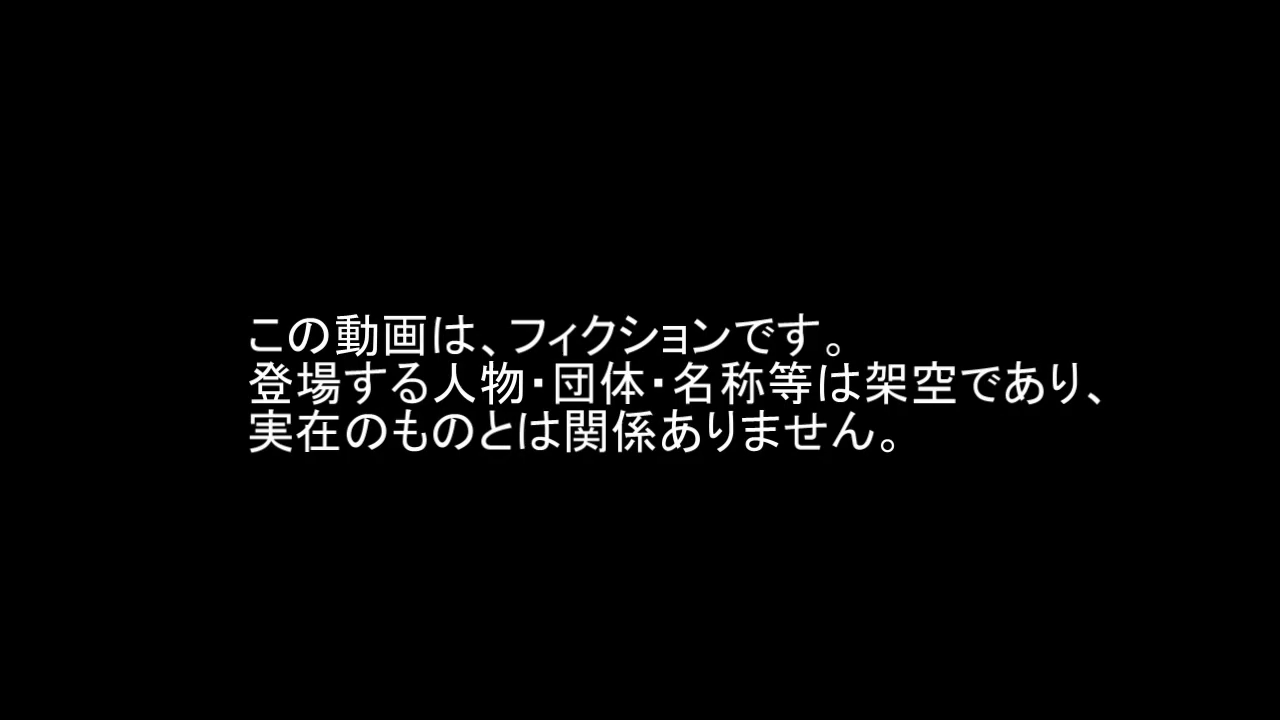 この動画は、フィクションです。
登場する人物・団体・名称等は架空であり、
実在のものとは関係ありません。